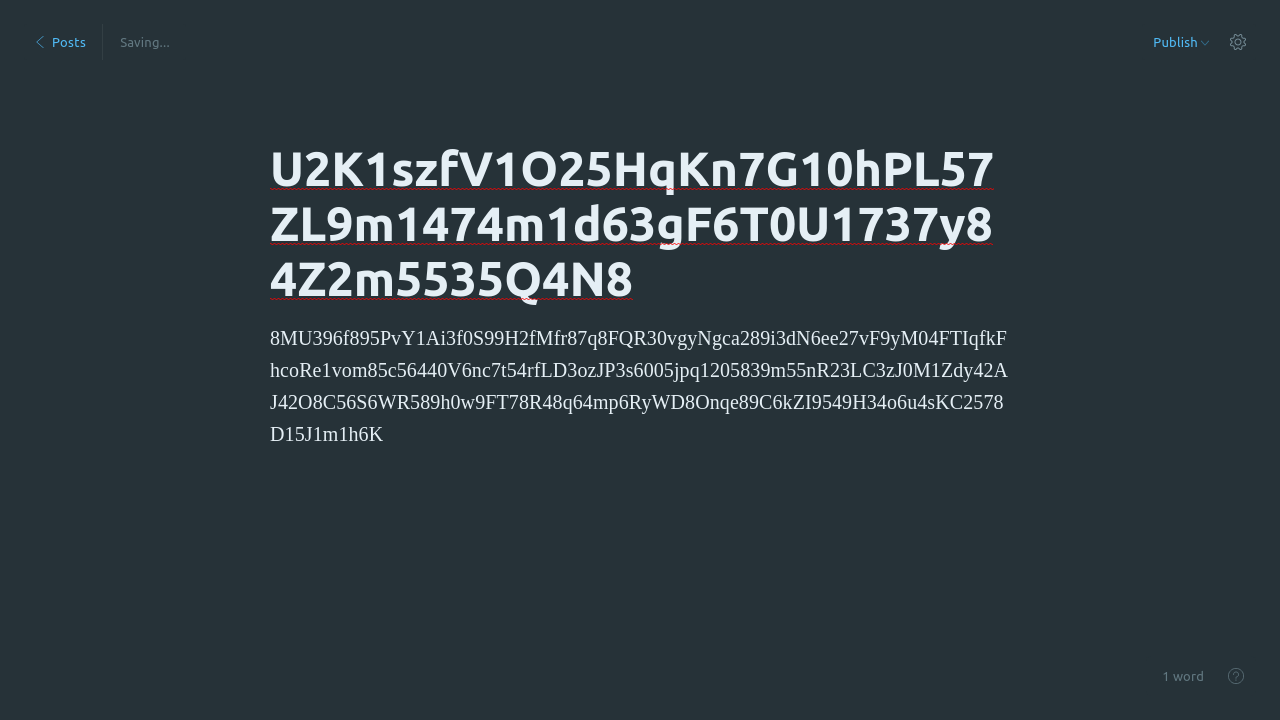 Posts
Saving...
Publish
U2K1szfV1O25HqKn7G10hPL57
ZL9m1474m1d63gF6T0U1737y8
4Z2m5535Q4N8
8MU396f895PvY1Ai3f0S99H2fMfr87q8FQR30vgyNgca289i3dN6ee27vF9yM04FTIqfkF
hcoRe1vom85c56440V6nc7t54rfLD3ozJP3s6005jpq1205839m55nR23LC3zJ0M1Zdy42A
J42O8C56S6WR589h0w9FT78R48q64mp6RyWD8Onqe89C6kZI9549H34o6u4sKC2578
D15J1m1h6K
1 word